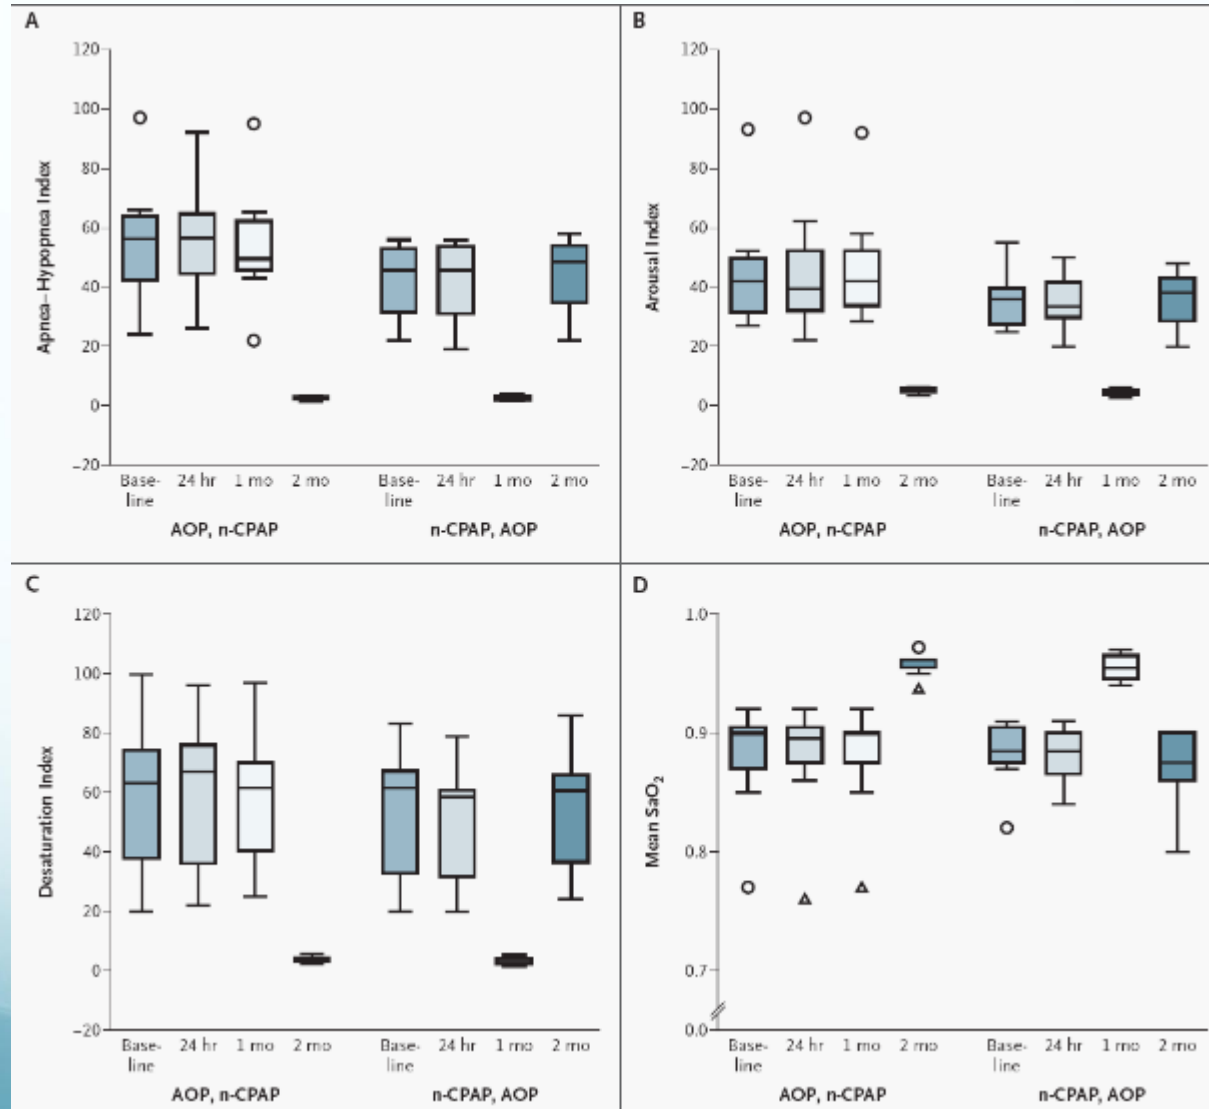 A
120
100
80
60
40
20
0
−20
Apnea–Hypopnea Index
Base-
line
24 hr
1 mo
2 mo
Base-
line
24 hr
1 mo
2 mo
AOP, n-CPAP
n-CPAP, AOP
B
120
100
80
60
40
20
0
−20
Arousal Index
Base-
line
24 hr
1 mo
2 mo
Base-
line
24 hr
1 mo
2 mo
AOP, n-CPAP
n-CPAP, AOP
C
120
100
80
60
40
20
0
−20
Desaturation Index
Base-
line
24 hr
1 mo
2 mo
Base-
line
24 hr
1 mo
2 mo
AOP, n-CPAP
n-CPAP, AOP
D
1.0
0.9
0.8
0.7
0.0
Mean SaO₂
Base-
line
24 hr
1 mo
2 mo
Base-
line
24 hr
1 mo
2 mo
AOP, n-CPAP
n-CPAP, AOP